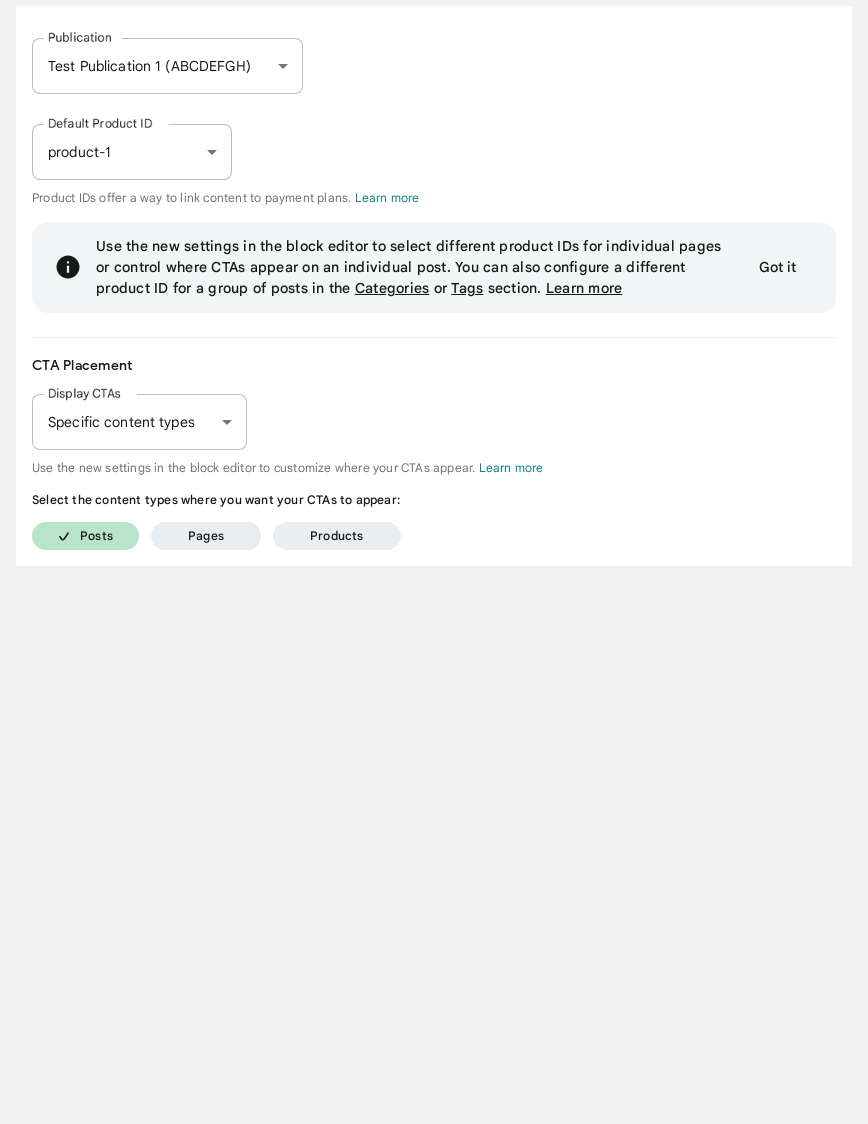 Publication
Test Publication 1 (ABCDEFGH)
Default Product ID
product-1
Product IDs offer a way to link content to payment plans. Learn more
Use the new settings in the block editor to select different product IDs for individual pages
or control where CTAs appear on an individual post. You can also configure a different
product ID for a group of posts in the Categories or Tags section. Learn more
Got it
CTA Placement
Display CTAs
Specific content types
Use the new settings in the block editor to customize where your CTAs appear. Learn more
Select the content types where you want your CTAs to appear:
Posts Pages Products